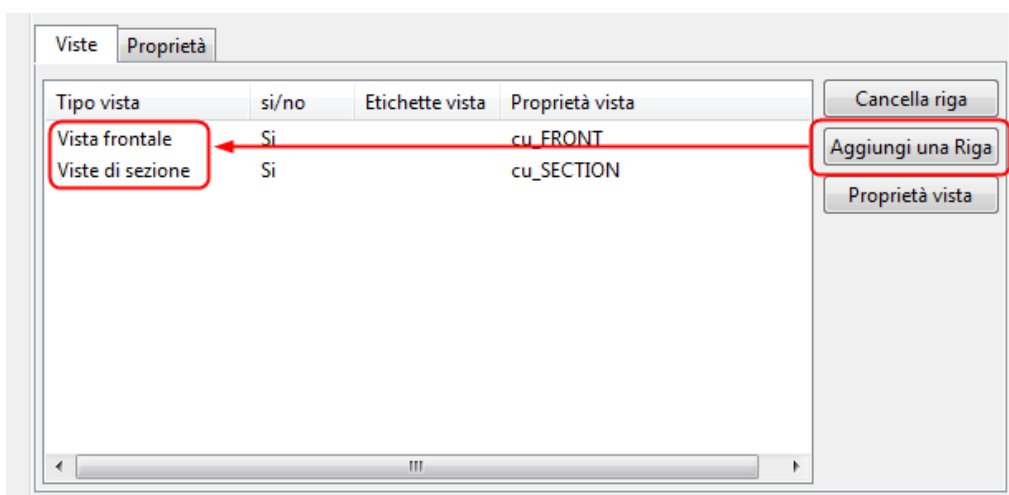 Viste Proprietà
Tipo vista si/no Etichette vista Proprietà vista
Vista frontale Si cu_FRONT
Viste di sezione Si cu_SECTION
Cancella riga
Aggiungi una Riga
Proprietà vista